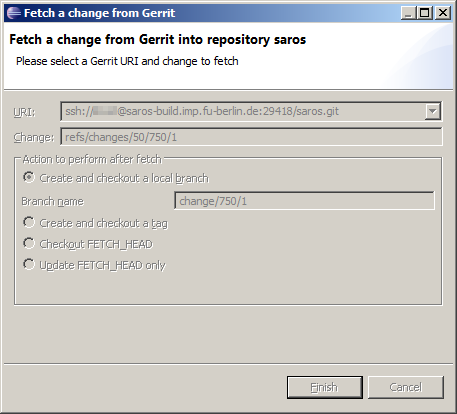 Fetch a change from Gerrit
Fetch a change from Gerrit into repository saros
Please select a Gerrit URI and change to fetch
URI: ssh://@saros-build.imp.fu-berlin.de:29418/saros.git
Change: refs/changes/50/750/1
Action to perform after fetch
Create and checkout a local branch
Branch name change/750/1
Create and checkout a tag
Checkout FETCH_HEAD
Update FETCH_HEAD only
Finish Cancel